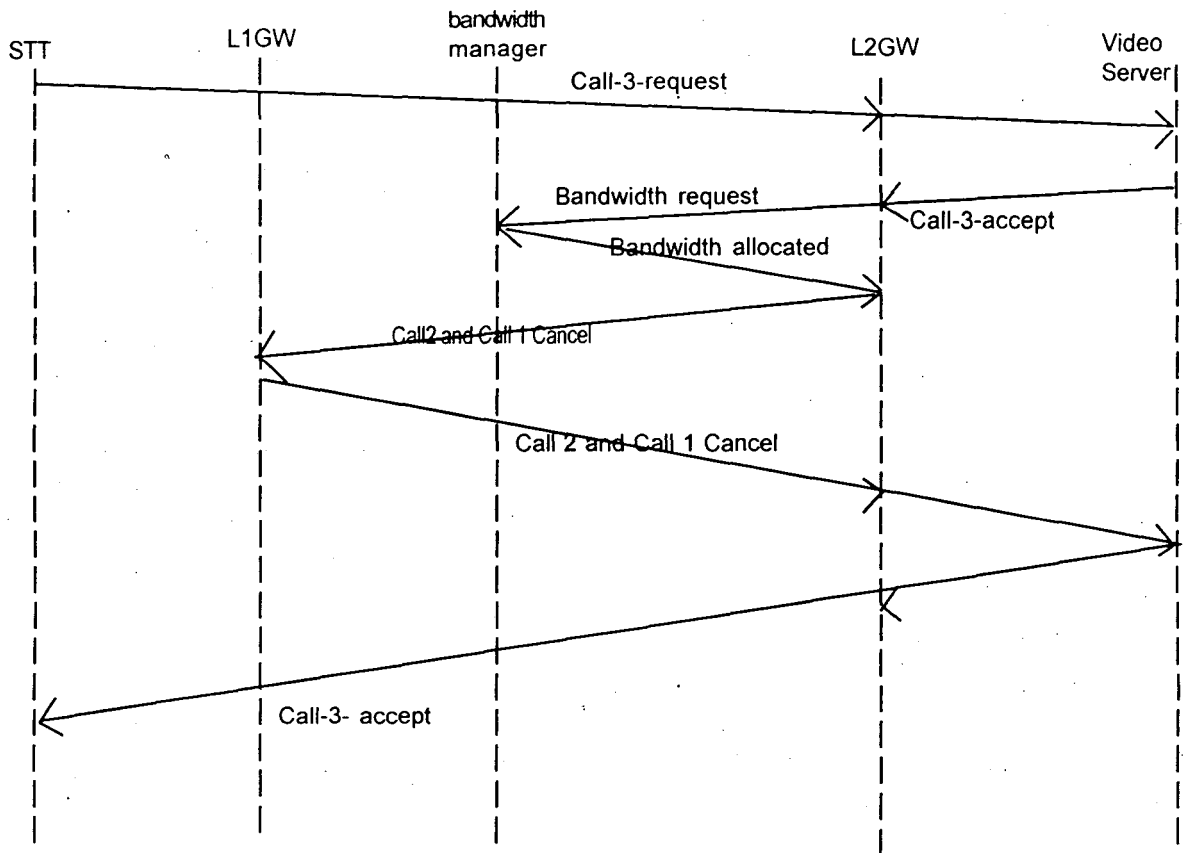 STT
L1GW
bandwidth
manager
L2GW
Video
Server
Call-3-request
Bandwidth request
Call-3-accept
Bandwidth allocated
Call2 and Call 1 Cancel
Call 2 and Call 1 Cancel
Call-3- accept